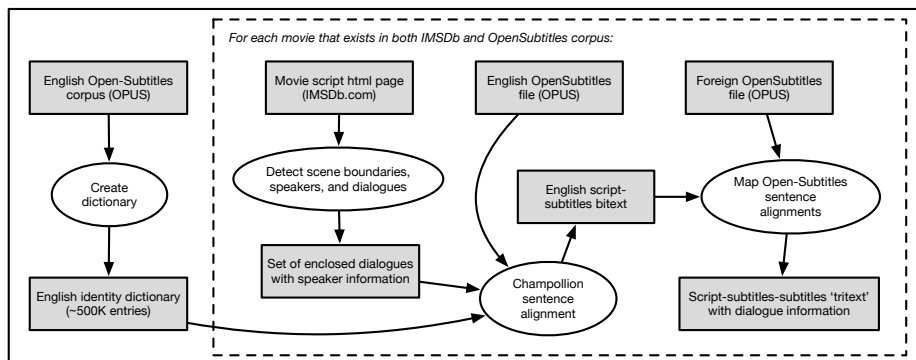 For each movie that exists in both IMSDb and OpenSubtitles corpus:
English Open-Subtitles
corpus (OPUS)
Movie script html page
(IMSDb.com)
English OpenSubtitles
file (OPUS)
Foreign OpenSubtitles
file (OPUS)
Create
dictionary
Detect scene boundaries,
speakers, and dialogues
English script-
subtitles bitext
Map Open-Subtitles
sentence
alignments
English identity dictionary
(~500K entries)
Set of enclosed dialogues
with speaker information
Champollion
sentence
alignment
Script-subtitles-subtitles ‘tritext’
with dialogue information